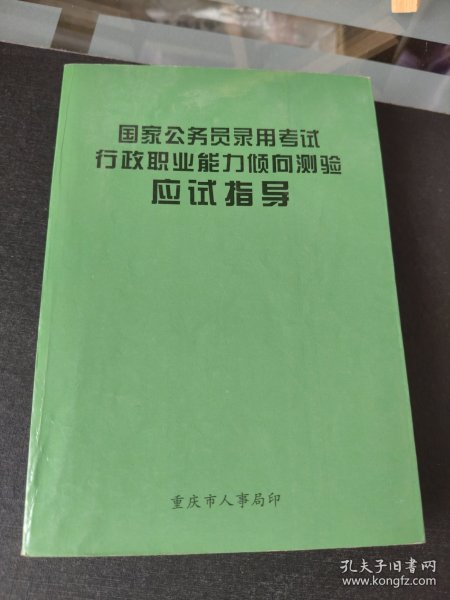 国家公务员录用考试
行政职业能力倾向测验
应试指导
重庆市人事局印
孔夫子旧书网
www.kongfz.com